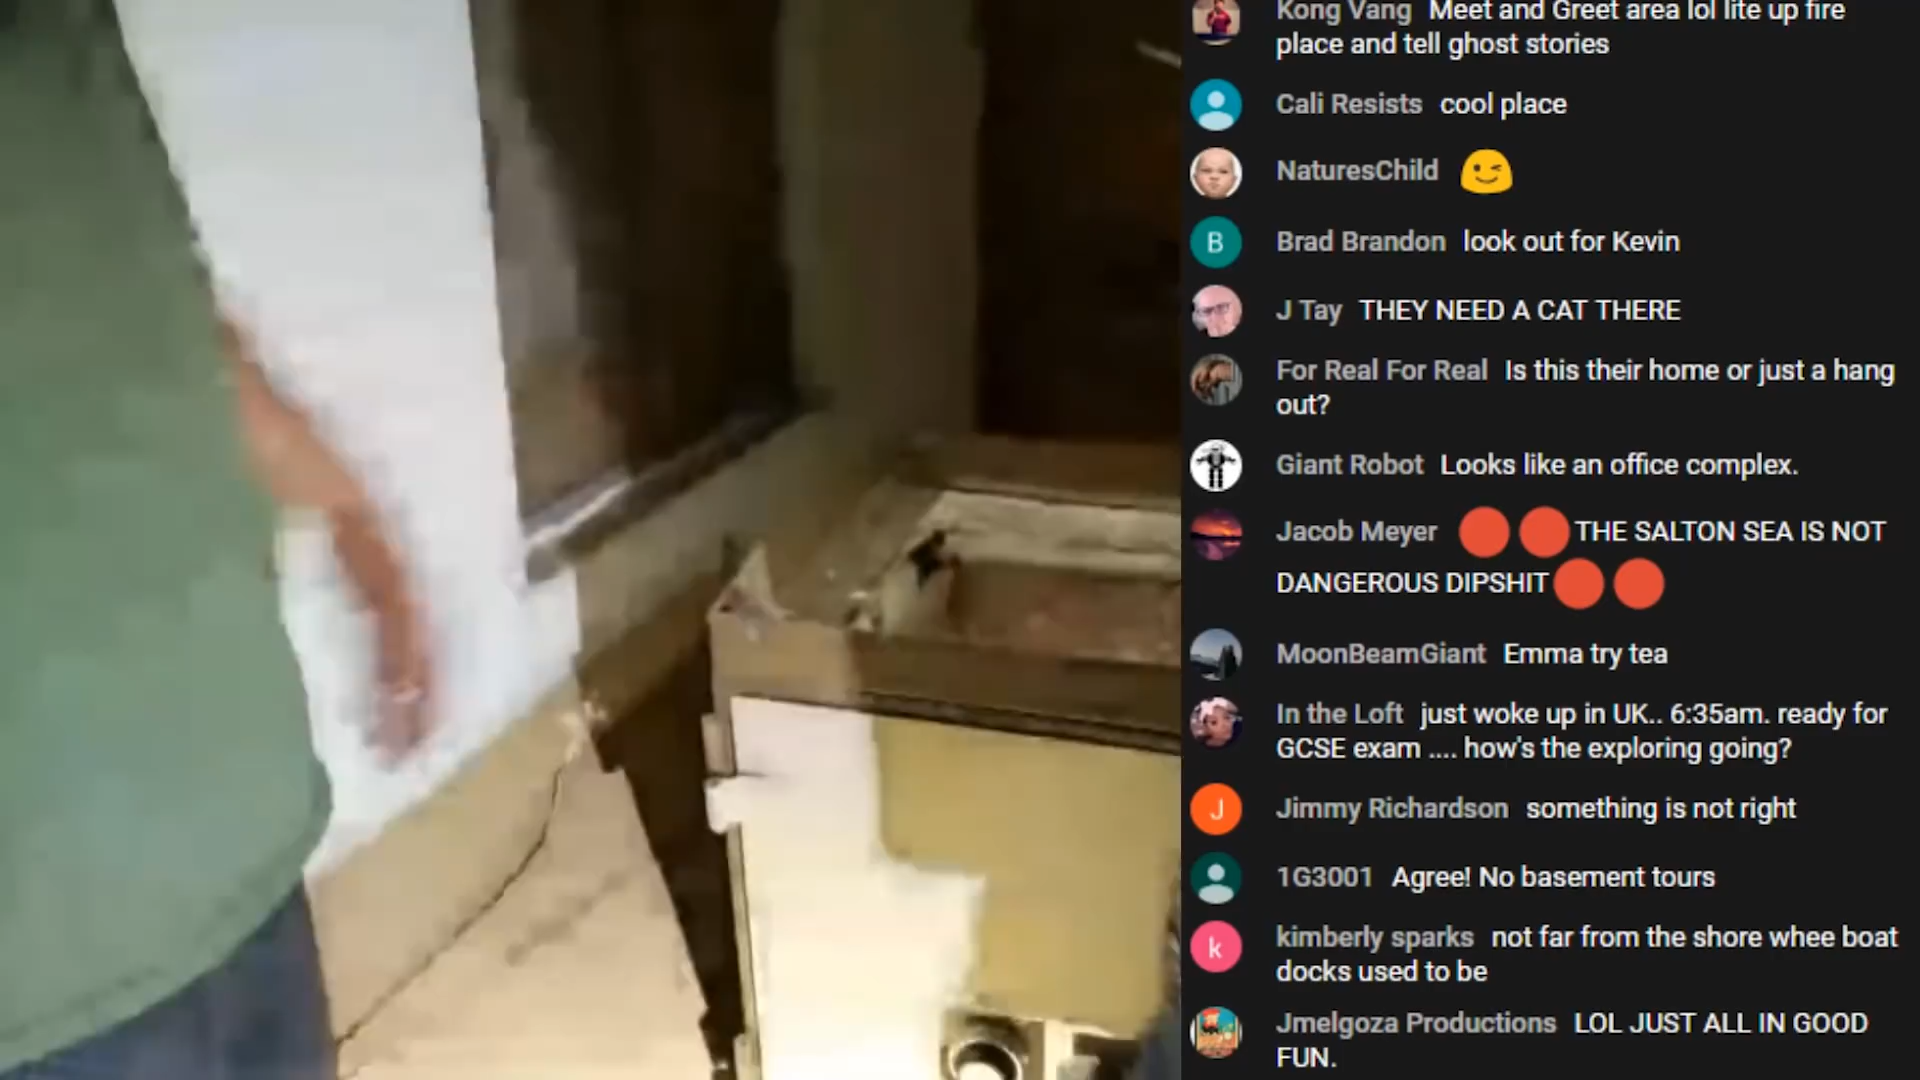 Kong Vang Meet and Greet area lol lite up fire
place and tell ghost stories
Cali Resists cool place
NaturesChild
B Brad Brandon look out for Kevin
J Tay THEY NEED A CAT THERE
For Real For Real Is this their home or just a hang
out?
Giant Robot Looks like an office complex.
Jacob Meyer THE SALTON SEA IS NOT
DANGEROUS DIPSHIT
MoonBeamGiant Emma try tea
In the Loft just woke up in UK.. 6:35am. ready for
GCSE exam .... how's the exploring going?
J Jimmy Richardson something is not right
1G3001 Agree! No basement tours
k kimberly sparks not far from the shore whee boat
docks used to be
Jmelgoza Productions LOL JUST ALL IN GOOD
FUN.